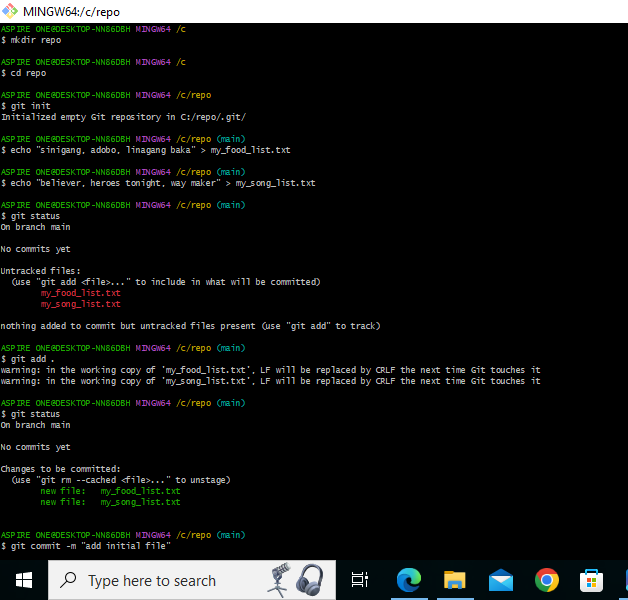 MINGW64:/c/repo
ASPIRE ONE@DESKTOP-NN86DBH MINGW64 /c
$ mkdir repo
ASPIRE ONE@DESKTOP-NN86DBH MINGW64 /c
$ cd repo
ASPIRE ONE@DESKTOP-NN86DBH MINGW64 /c/repo
$ git init
Initialized empty Git repository in C:/repo/.git/
ASPIRE ONE@DESKTOP-NN86DBH MINGW64 /c/repo (main)
$ echo "sinigang, adobo, linagang baka" > my_food_list.txt
ASPIRE ONE@DESKTOP-NN86DBH MINGW64 /c/repo (main)
$ echo "believer, heroes tonight, way maker" > my_song_list.txt
ASPIRE ONE@DESKTOP-NN86DBH MINGW64 /c/repo (main)
$ git status
On branch main
No commits yet
Untracked files:
  (use "git add <file>..." to include in what will be committed)
        my_food_list.txt
        my_song_list.txt
nothing added to commit but untracked files present (use "git add" to track)
ASPIRE ONE@DESKTOP-NN86DBH MINGW64 /c/repo (main)
$ git add .
warning: in the working copy of 'my_food_list.txt', LF will be replaced by CRLF the next time Git touches it
warning: in the working copy of 'my_song_list.txt', LF will be replaced by CRLF the next time Git touches it
ASPIRE ONE@DESKTOP-NN86DBH MINGW64 /c/repo (main)
$ git status
On branch main
No commits yet
Changes to be committed:
  (use "git rm --cached <file>..." to unstage)
        new file:   my_food_list.txt
        new file:   my_song_list.txt
ASPIRE ONE@DESKTOP-NN86DBH MINGW64 /c/repo (main)
$ git commit -m "add initial file"
Type here to search